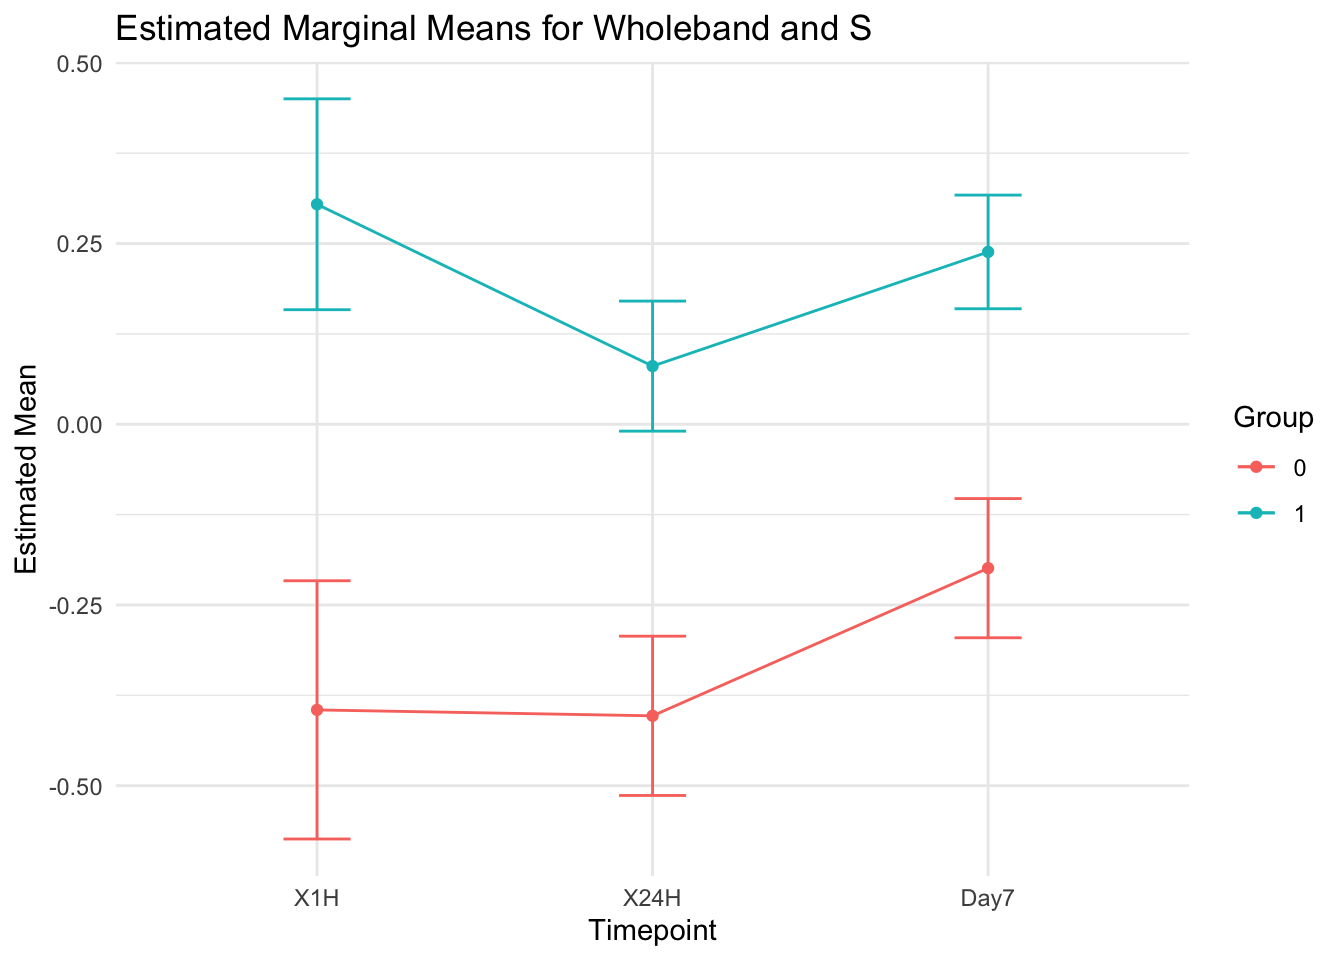 Estimated Marginal Means for Wholeband and S
0.50
0.25
0.00
-0.25
-0.50
Estimated Mean
X1H
X24H
Day7
Timepoint
Group
0
1